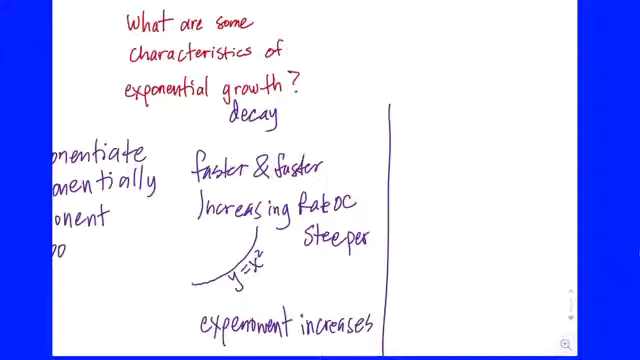 What are some
characteristics of
exponential growth?
decay
onentiate
onentially
onent
faster & faster
Increasing Rate OC
Steeper
y = x²
experonent increases